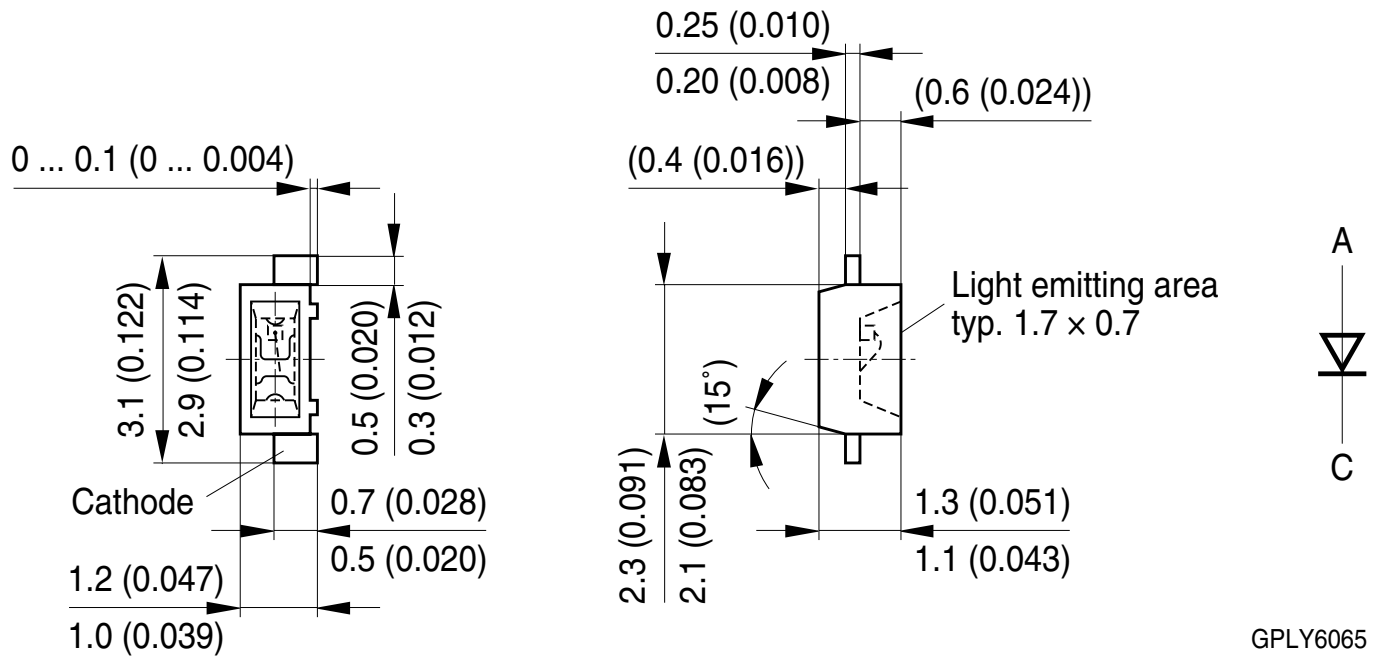 0.25 (0.010)
0.20 (0.008)
(0.6 (0.024))
0 ... 0.1 (0 ... 0.004)
(0.4 (0.016))
3.1 (0.122)
2.9 (0.114)
0.5 (0.020)
0.3 (0.012)
Cathode
0.7 (0.028)
0.5 (0.020)
1.2 (0.047)
1.0 (0.039)
Light emitting area
typ. 1.7 × 0.7
(15°)
2.3 (0.091)
2.1 (0.083)
1.3 (0.051)
1.1 (0.043)
A
C
GPLY6065